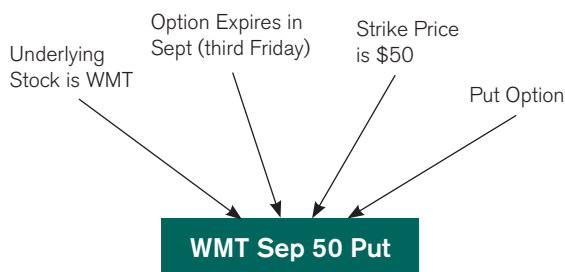 Underlying
Stock is WMT
Option Expires in
Sept (third Friday)
Strike Price
is $50
Put Option
WMT Sep 50 Put